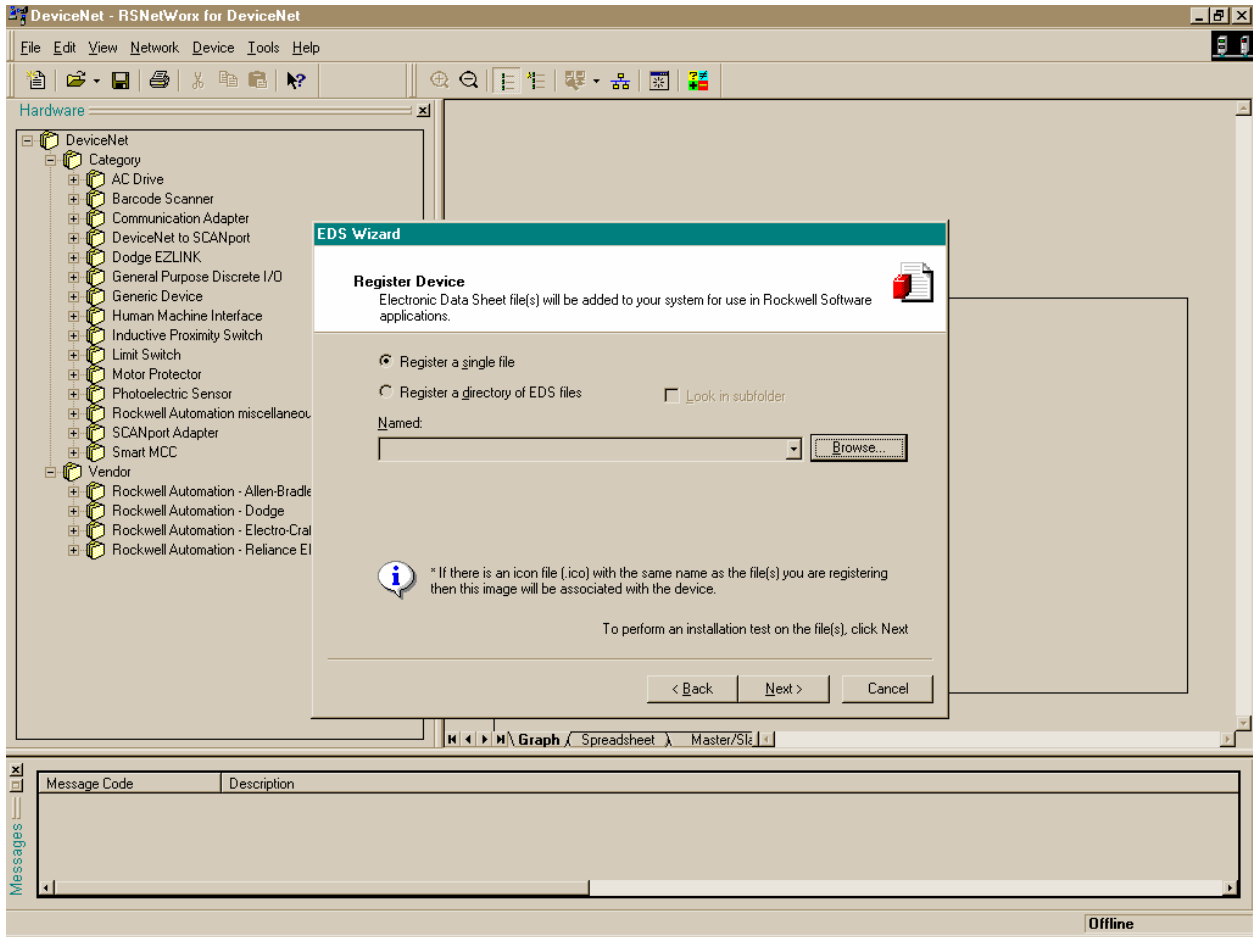 DeviceNet - RSNetWorx for DeviceNet
File Edit View Network Device Tools Help
Hardware
DeviceNet
Category
AC Drive
Barcode Scanner
Communication Adapter
DeviceNet to SCANport
Dodge EZLINK
General Purpose Discrete I/O
Generic Device
Human Machine Interface
Inductive Proximity Switch
Limit Switch
Motor Protector
Photoelectric Sensor
Rockwell Automation miscellaneou
SCANport Adapter
Smart MCC
Vendor
Rockwell Automation - Allen-Bradle
Rockwell Automation - Dodge
Rockwell Automation - Electro-Craf
Rockwell Automation - Reliance El
EDS Wizard
Register Device
Electronic Data Sheet file(s) will be added to your system for use in Rockwell Software
applications.
Register a single file
Register a directory of EDS files
Look in subfolder
Named:
Browse...
* If there is an icon file (.ico) with the same name as the file(s) you are registering
then this image will be associated with the device.
To perform an installation test on the file(s), click Next
< Back Next > Cancel
Graph Spreadsheet Master/Sla
Messages
Message Code Description
Offline